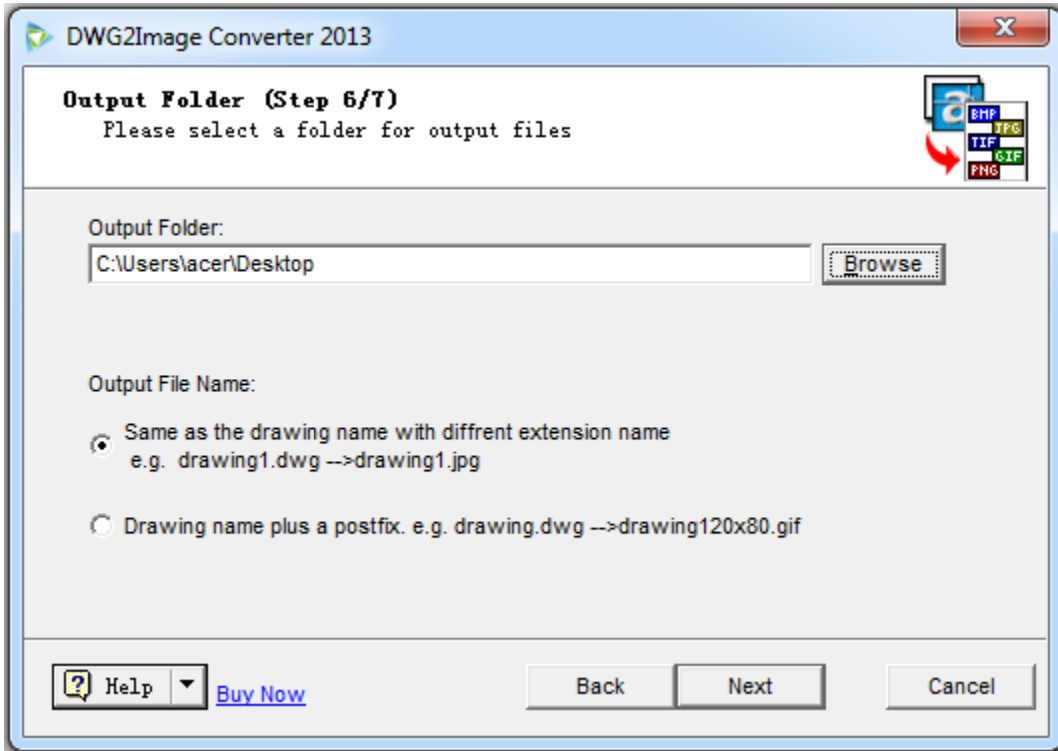 DWG2Image Converter 2013
Output Folder (Step 6/7)
Please select a folder for output files
a
BMP
JPG
TIF
GIF
PNG
Output Folder:
C:\Users\acer\Desktop
Browse
Output File Name:
Same as the drawing name with diffrent extension name
e.g. drawing1.dwg -->drawing1.jpg
Drawing name plus a postfix. e.g. drawing.dwg -->drawing120x80.gif
Help
Buy Now
Back
Next
Cancel